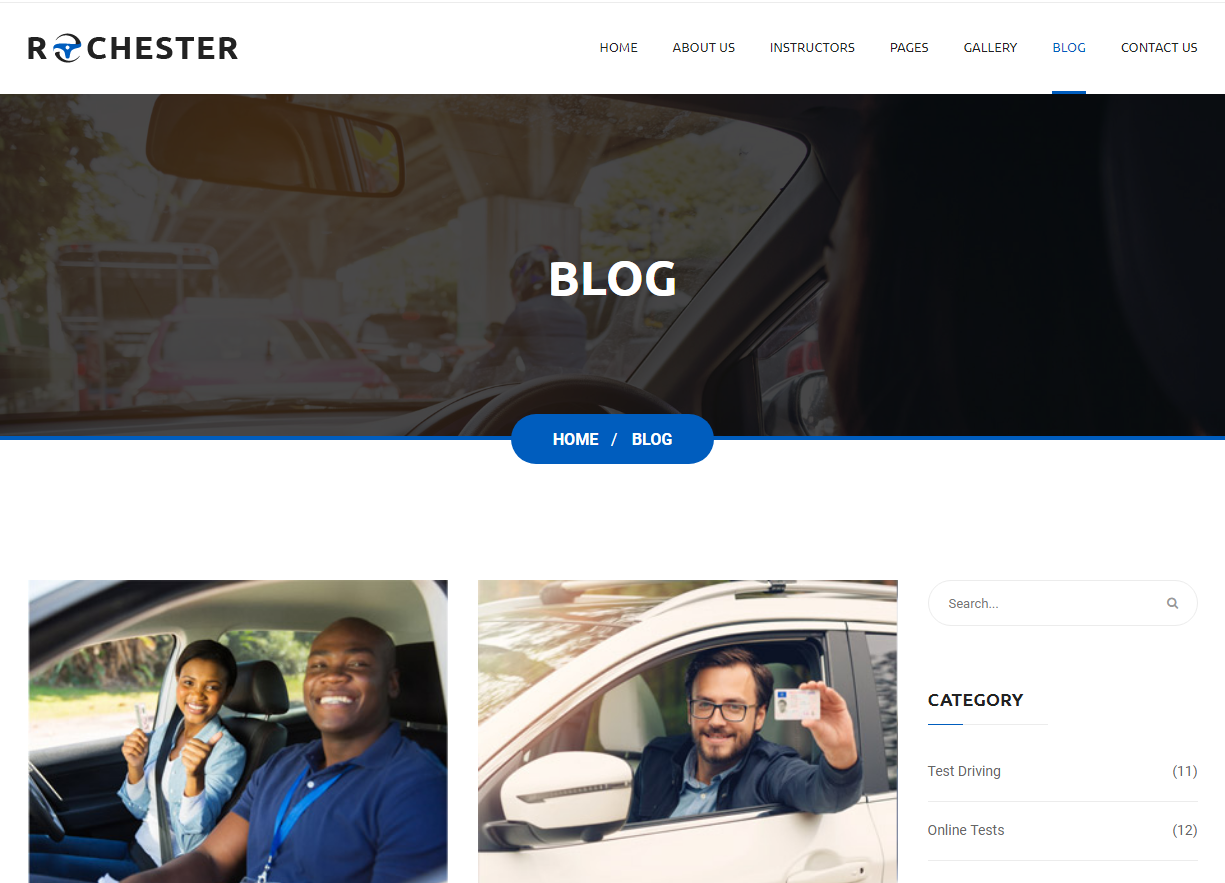 ROCHESTER
HOME ABOUT US INSTRUCTORS PAGES GALLERY BLOG CONTACT US
BLOG
HOME / BLOG
Search...
CATEGORY
Test Driving (11)
Online Tests (12)